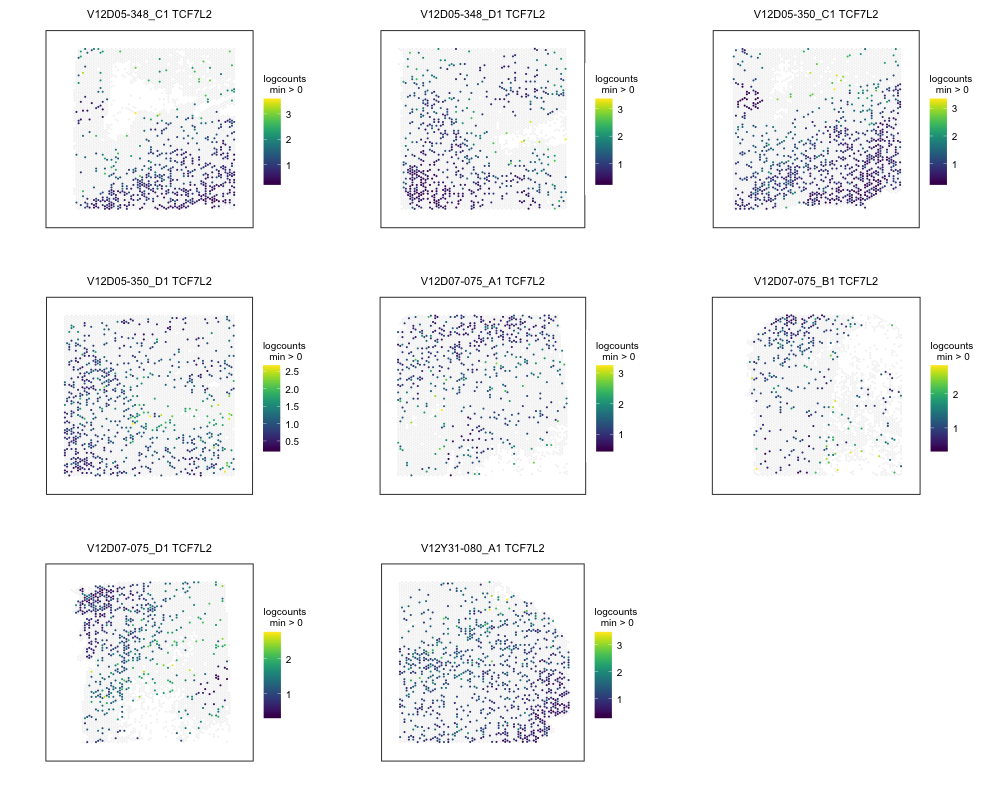 V12D05-348_C1 TCF7L2
logcounts
min > 0
3
2
1
V12D05-348_D1 TCF7L2
logcounts
min > 0
3
2
1
V12D05-350_C1 TCF7L2
logcounts
min > 0
3
2
1
V12D05-350_D1 TCF7L2
logcounts
min > 0
2.5
2.0
1.5
1.0
0.5
V12D07-075_A1 TCF7L2
logcounts
min > 0
3
2
1
V12D07-075_B1 TCF7L2
logcounts
min > 0
2
1
V12D07-075_D1 TCF7L2
logcounts
min > 0
2
1
V12Y31-080_A1 TCF7L2
logcounts
min > 0
3
2
1